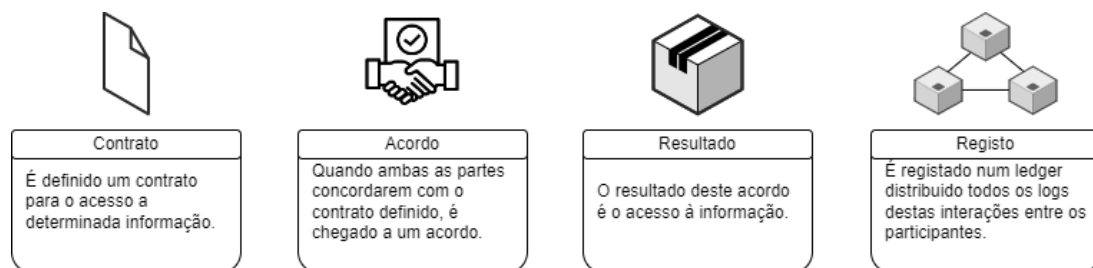 Contrato
É definido um contrato
para o acesso a
determinada informação.
Acordo
Quando ambas as partes
concordarem com o
contrato definido, é
chegado a um acordo.
Resultado
O resultado deste acordo
é o acesso à informação.
Registo
É registado num ledger
distribuido todos os logs
destas interações entre os
participantes.